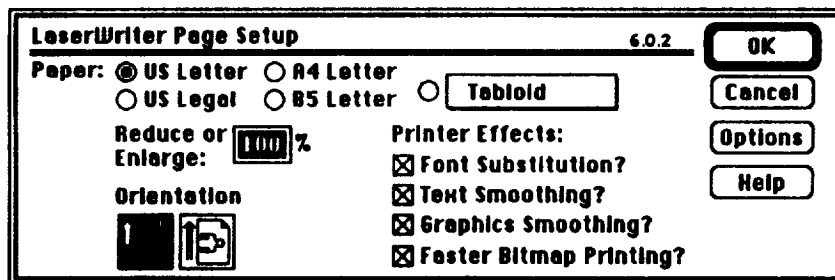 LaserWriter Page Setup 6.0.2 OK
Paper: US Letter A4 Letter
US Legal B5 Letter Tabloid Cancel
Reduce or 100 % Printer Effects: Options
Enlarge: Font Substitution?
Orientation Text Smoothing? Help
Graphics Smoothing?
Faster Bitmap Printing?